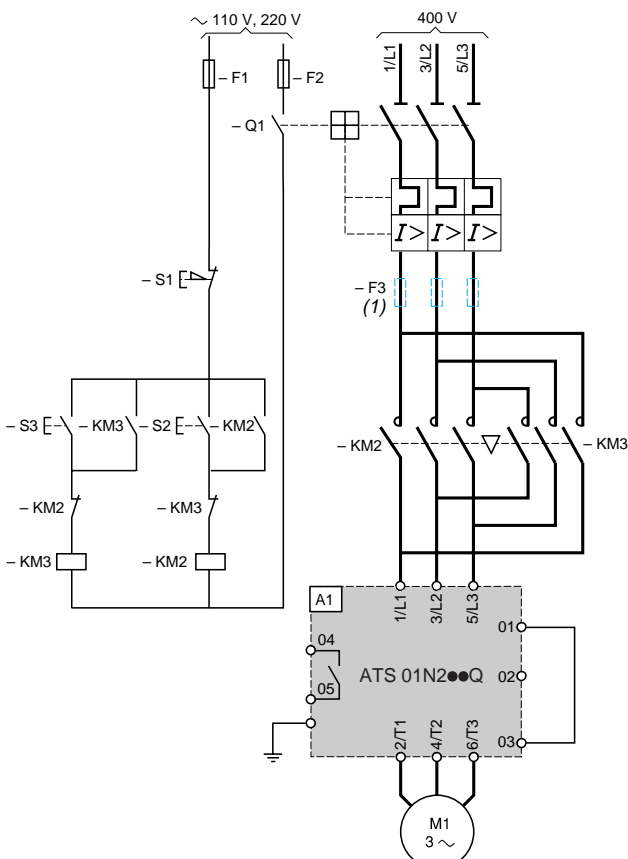 ∼ 110 V, 220 V
400 V
1/L1
3/L2
5/L3
– F1
– F2
– Q1
I>
I>
I>
– S1
– F3
(1)
– S3
– KM3
– S2
– KM2
– KM2
– KM3
– KM2
– KM3
– KM3
– KM2
A1
1/L1
3/L2
5/L3
01
04
ATS 01N2●●Q
02
05
03
2/T1
4/T2
6/T3
M1
3 ∼